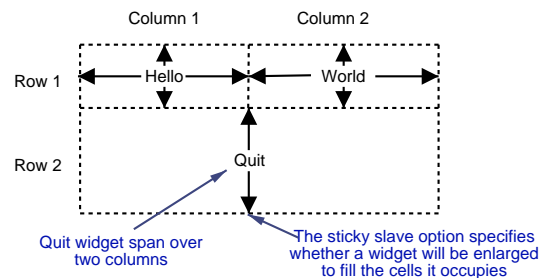 Column 1 Column 2
Row 1 Hello World
Row 2 Quit
Quit widget span over
two columns
The sticky slave option specifies
whether a widget will be enlarged
to fill the cells it occupies